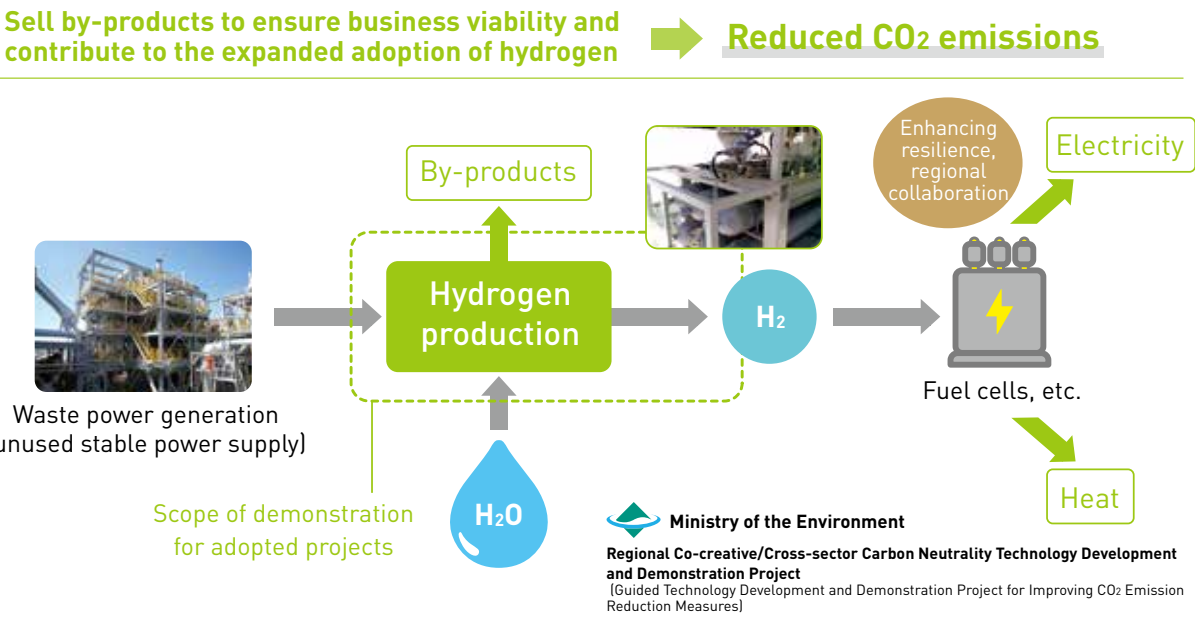 Sell by-products to ensure business viability and
contribute to the expanded adoption of hydrogen
Reduced CO2 emissions
Enhancing
resilience,
regional
collaboration
Electricity
By-products
Hydrogen
production
H2
Waste power generation
unused stable power supply)
Fuel cells, etc.
Heat
H2O
Scope of demonstration
for adopted projects
Ministry of the Environment
Regional Co-creative/Cross-sector Carbon Neutrality Technology Development
and Demonstration Project
(Guided Technology Development and Demonstration Project for Improving CO2 Emission
Reduction Measures)